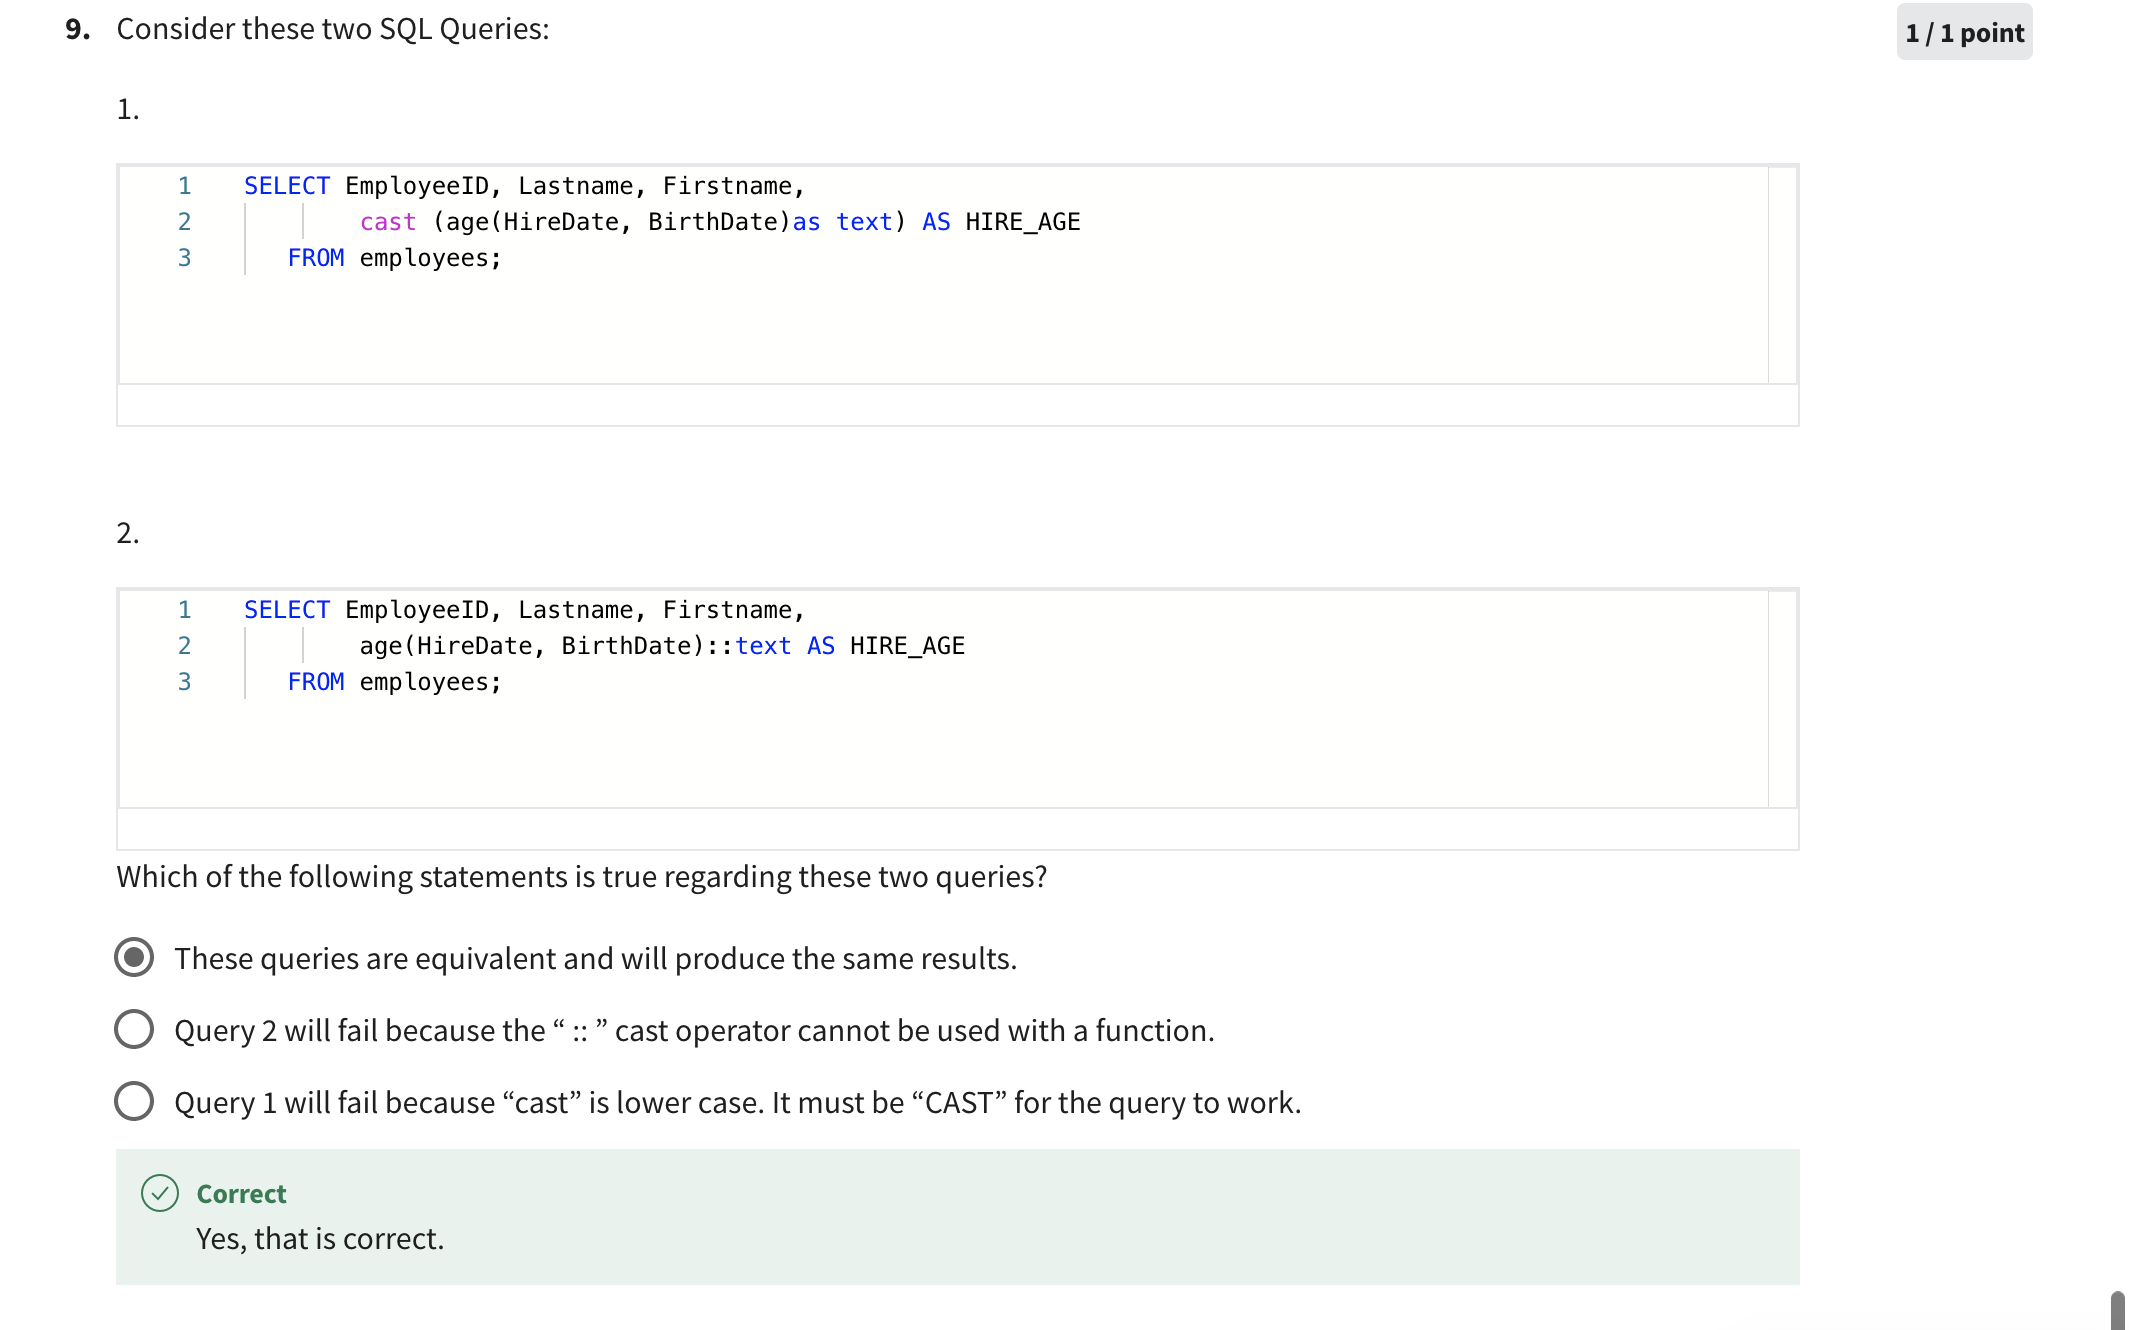 9. Consider these two SQL Queries:
1 / 1 point
1.
1 SELECT EmployeeID, Lastname, Firstname,
2 cast (age(HireDate, BirthDate)as text) AS HIRE_AGE
3 FROM employees;
2.
1 SELECT EmployeeID, Lastname, Firstname,
2 age(HireDate, BirthDate)::text AS HIRE_AGE
3 FROM employees;
Which of the following statements is true regarding these two queries?
These queries are equivalent and will produce the same results.
Query 2 will fail because the “ :: ” cast operator cannot be used with a function.
Query 1 will fail because “cast” is lower case. It must be “CAST” for the query to work.
Correct
Yes, that is correct.